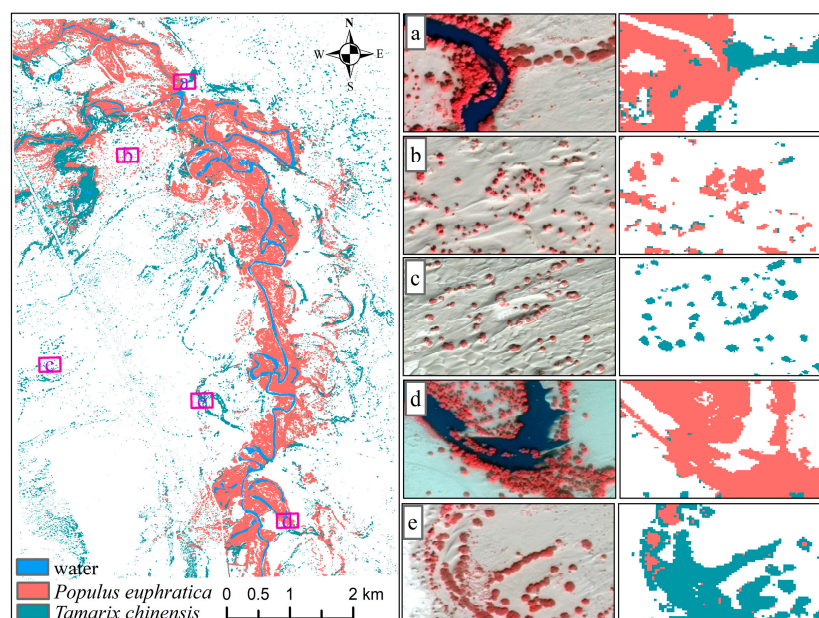 N
W E
S
a
b
c
e
d
water
Populus euphratica
Tamarix chinensis
0 0.5 1 2 km
a
b
c
d
e